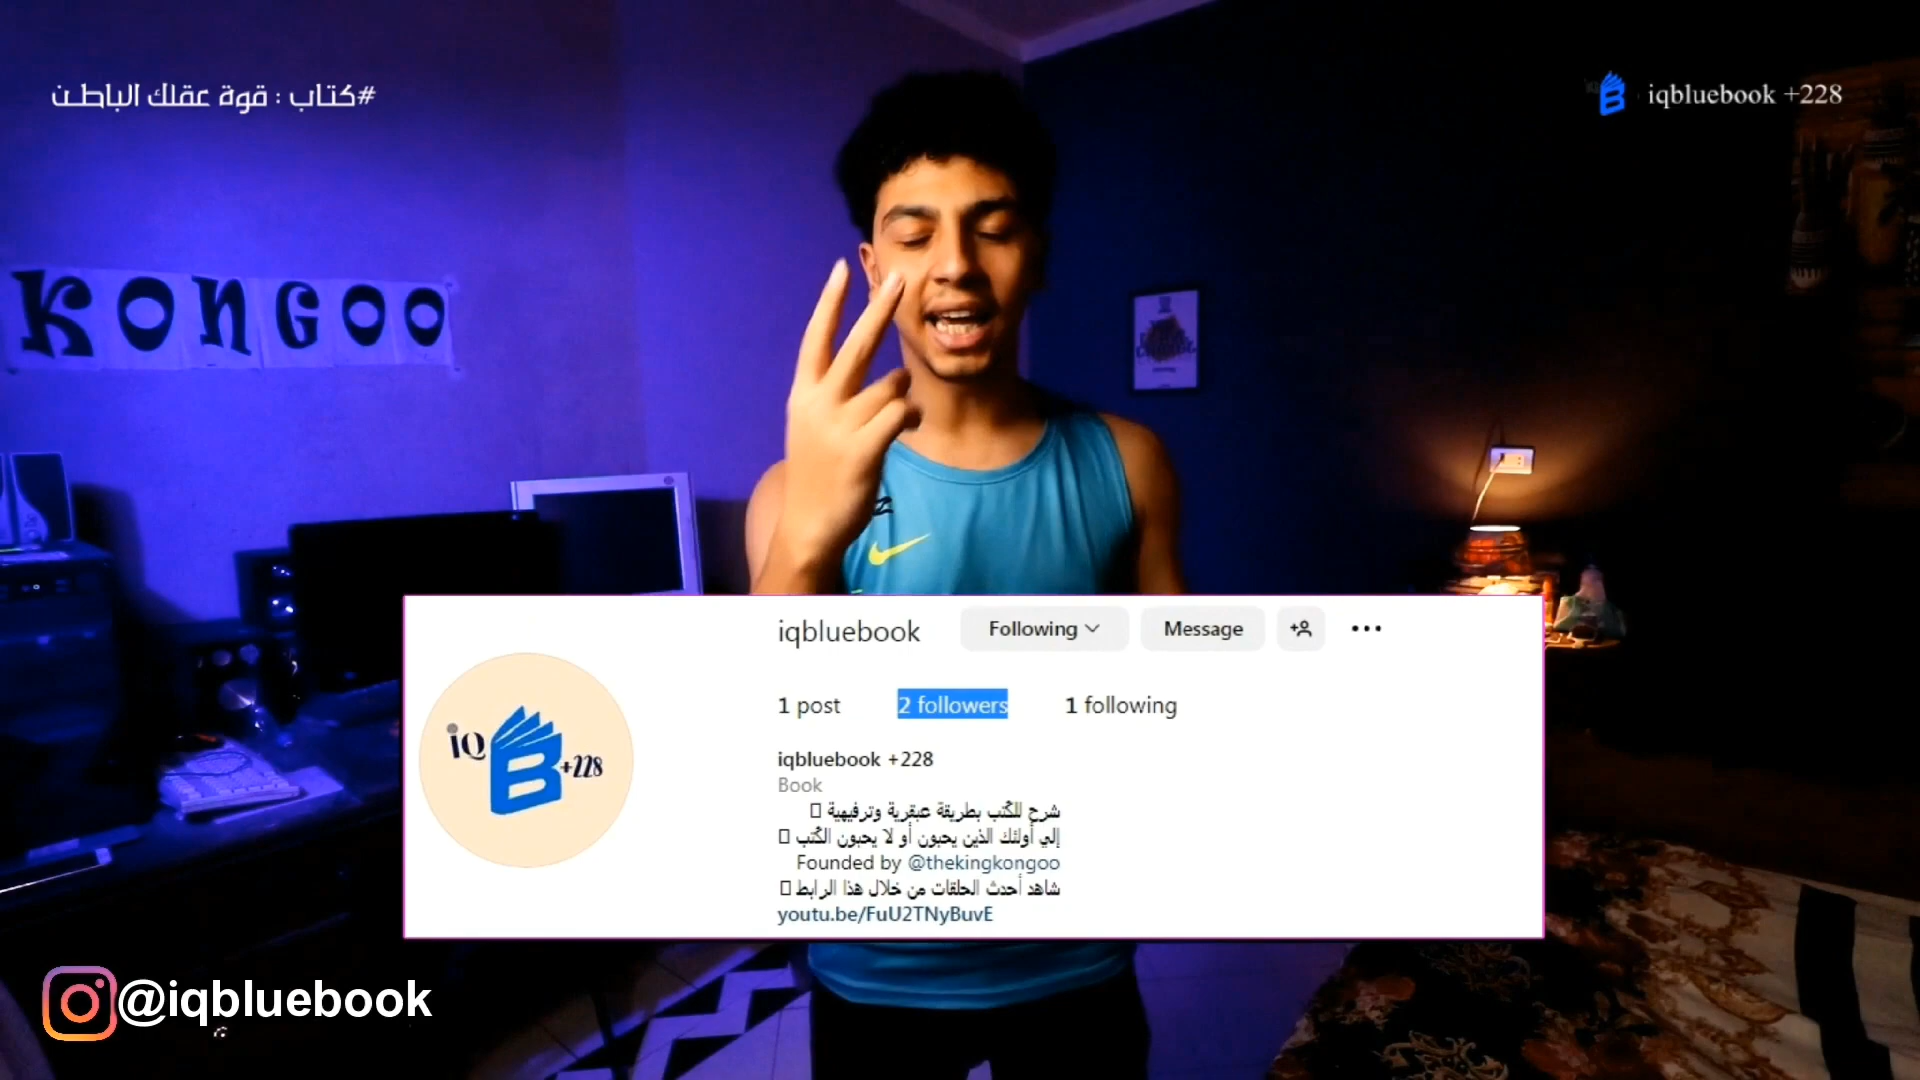 #كتاب : قوة عقلك الباطن
iqbluebook +228
KONGOO
iqbluebook
Following
Message
1 post
2 followers
1 following
iQ B +228
iqbluebook +228
Book
شرح للكتب بطريقة عبقرية وترفيهية
إلي أولئك الذين يحبون أو لا يحبون الكتب
Founded by @thekingkongoo
شاهد أحدث الحلقات من خلال هذا الرابط
youtu.be/FuU2TNyBuvE
@iqbluebook